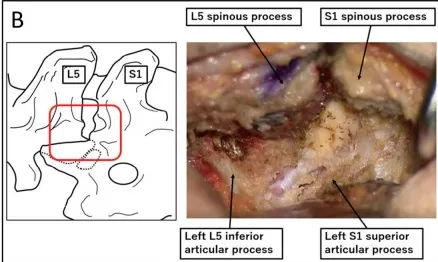 B
L5 spinous process
S1 spinous process
L5
S1
Left L5 inferior
articular process
Left S1 superior
articular process